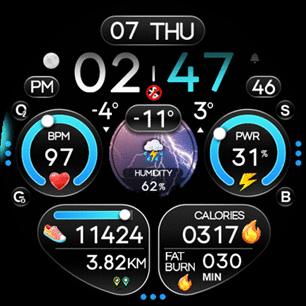 07 THU
02 47
PM
46
-4° -11° 3°
S
BPM
97
PWR
31%
HUMIDITY
62%
G
B
11424
3.82KM
CALORIES
0317
FAT
BURN 030
MIN